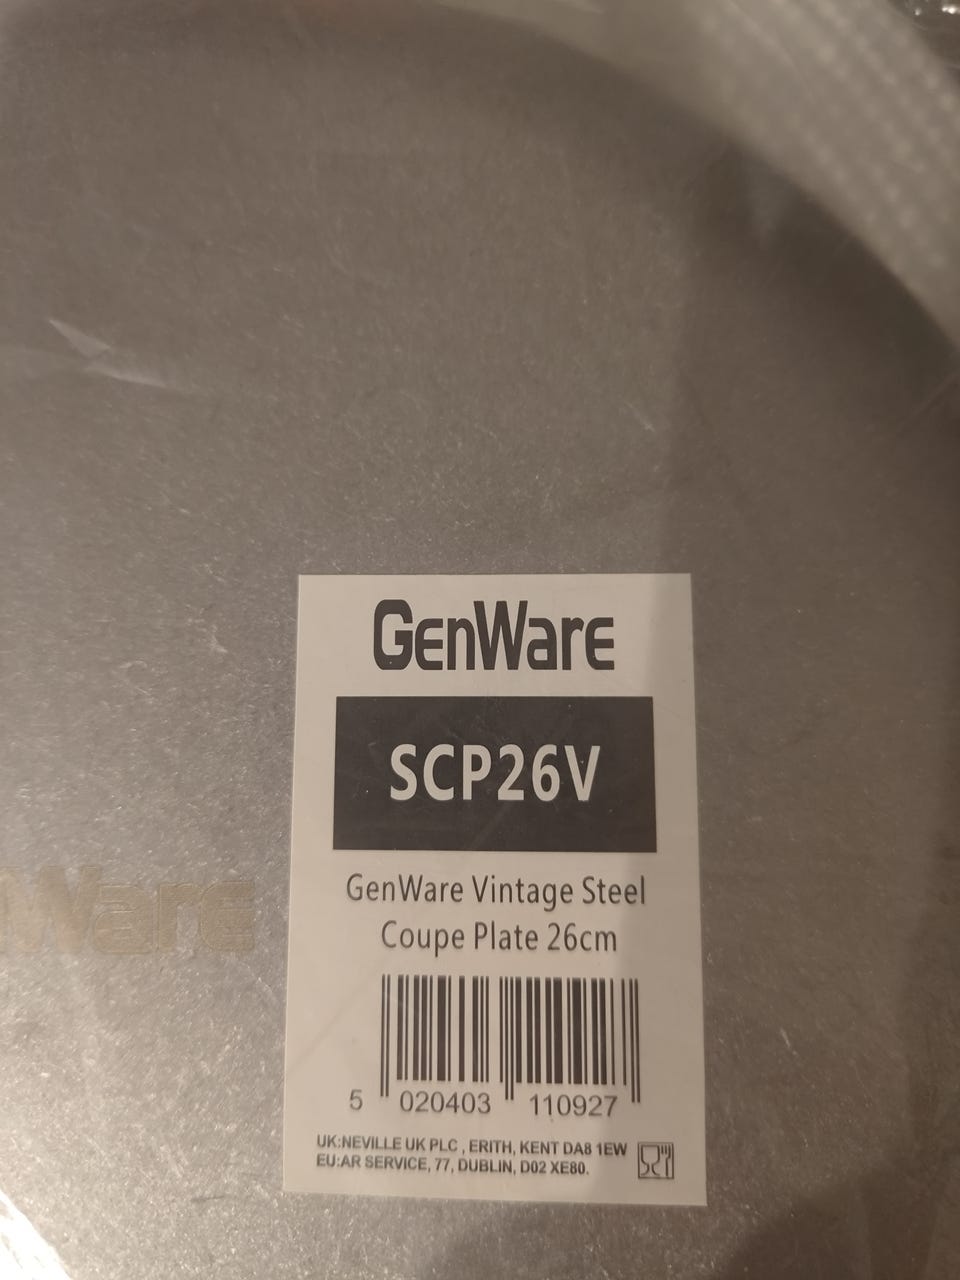 GenWare
SCP26V
GenWare Vintage Steel
Coupe Plate 26cm
5 020403 110927
UK:NEVILLE UK PLC , ERITH, KENT DA8 1EW
EU:AR SERVICE, 77, DUBLIN, D02 XE80.
nWare